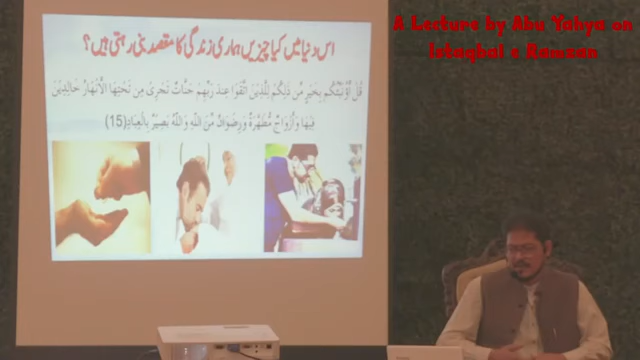 A Lecture by Abu Yahya on
Istaqbal e Ramzan
اس دنیا میں کیا چیزیں ہماری زندگی کا مقصد بنی رہتی ہیں؟
قُلْ أَؤُنَبِّئُكُم بِخَيْرٍ مِّن ذَٰلِكُمْ لِلَّذِينَ اتَّقَوْا عِندَ رَبِّهِمْ جَنَّاتٌ تَجْرِي مِن تَحْتِهَا الْأَنْهَارُ خَالِدِينَ
فِيهَا وَأَزْوَاجٌ مُّطَهَّرَةٌ وَرِضْوَانٌ مِّنَ اللَّهِ وَاللَّهُ بَصِيرٌ بِالْعِبَادِ(15)